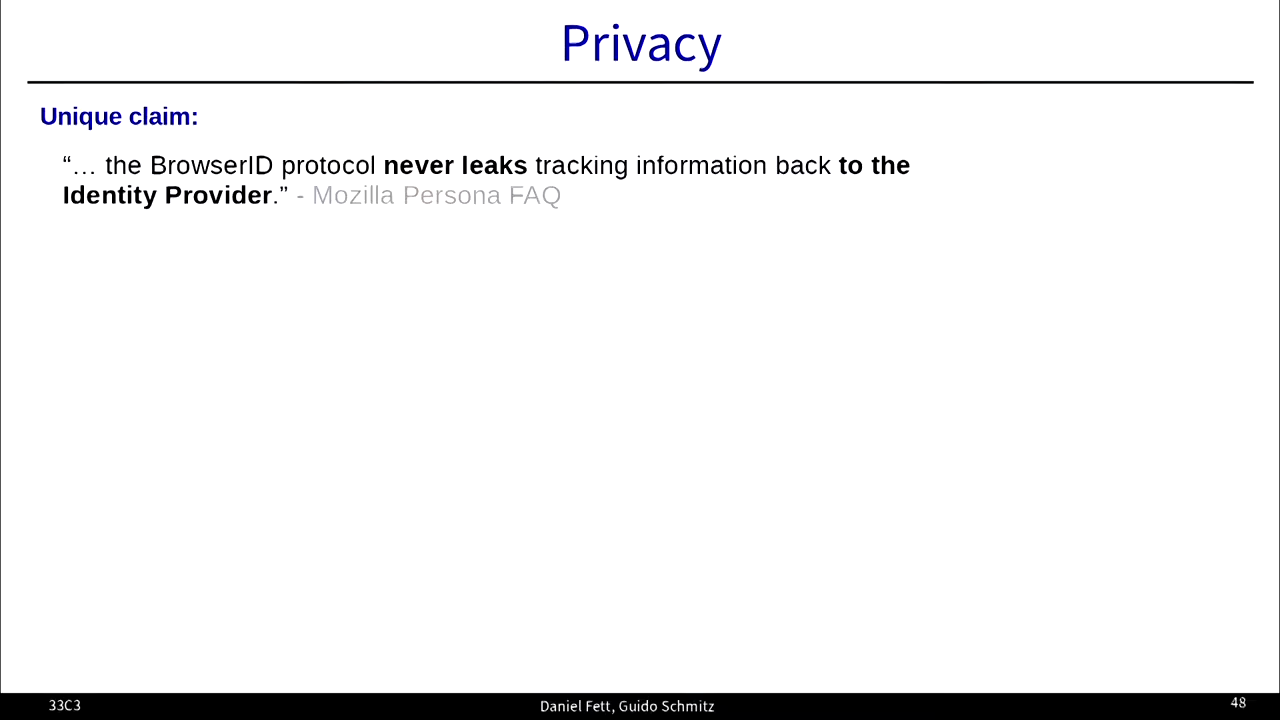 Privacy
Unique claim:
“… the BrowserID protocol never leaks tracking information back to the
Identity Provider.” - Mozilla Persona FAQ
33C3
Daniel Fett, Guido Schmitz
48